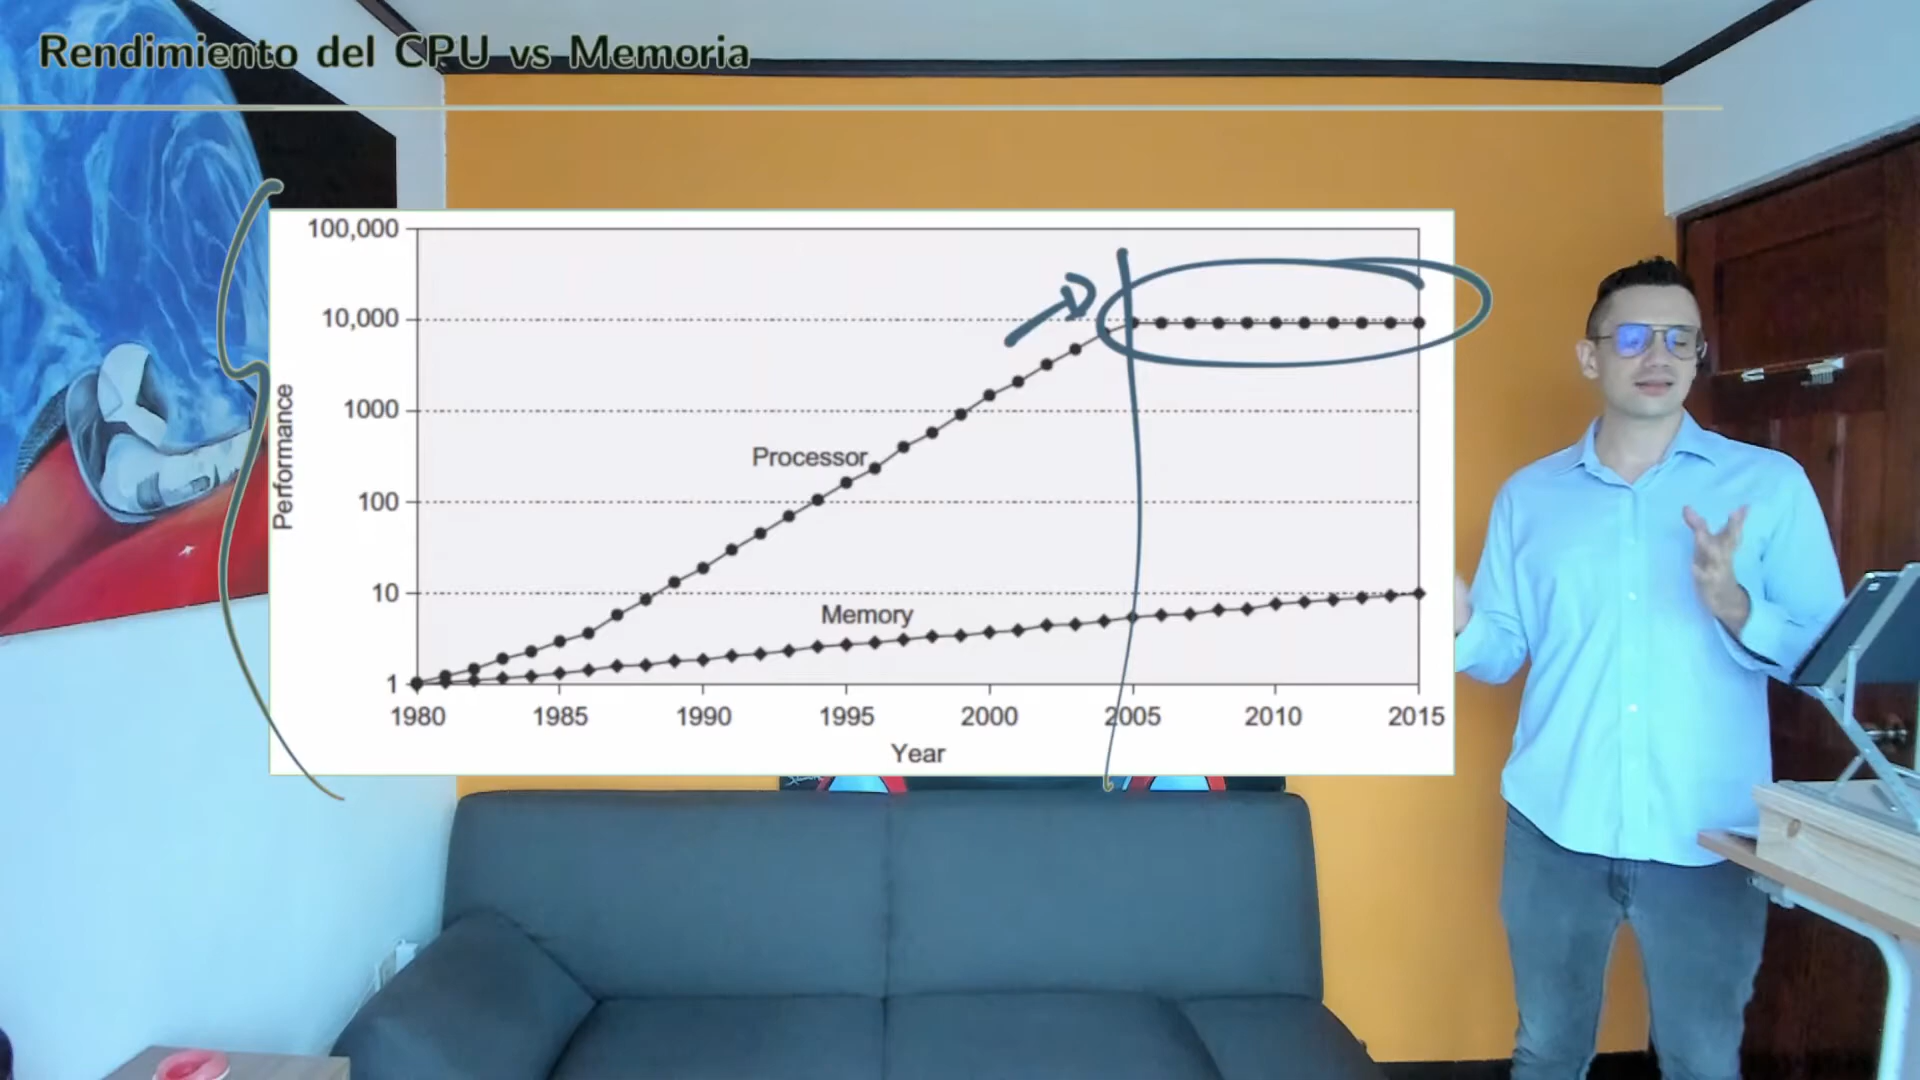 Rendimiento del CPU vs Memoria
100,000
10,000
1000
100
10
1
Performance
Processor
Memory
1980 1985 1990 1995 2000 2005 2010 2015
Year